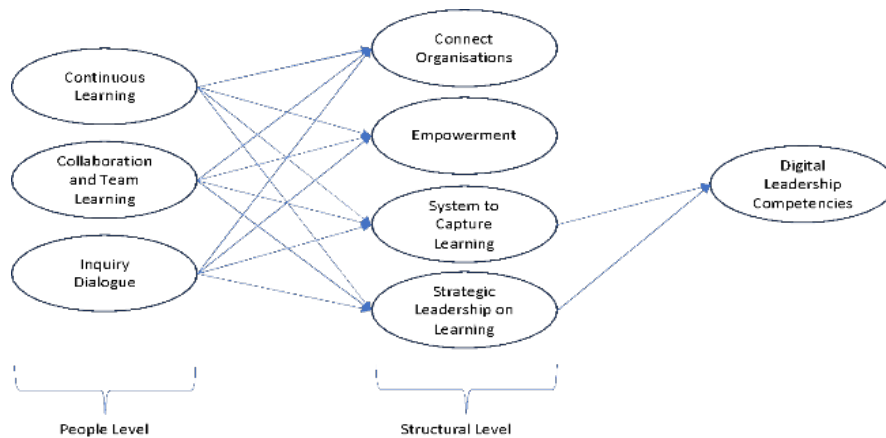 Continuous
Learning
Collaboration
and Team
Learning
Inquiry
Dialogue
Connect
Organisations
Empowerment
System to
Capture
Learning
Strategic
Leadership on
Learning
Digital
Leadership
Competencies
People Level
Structural Level